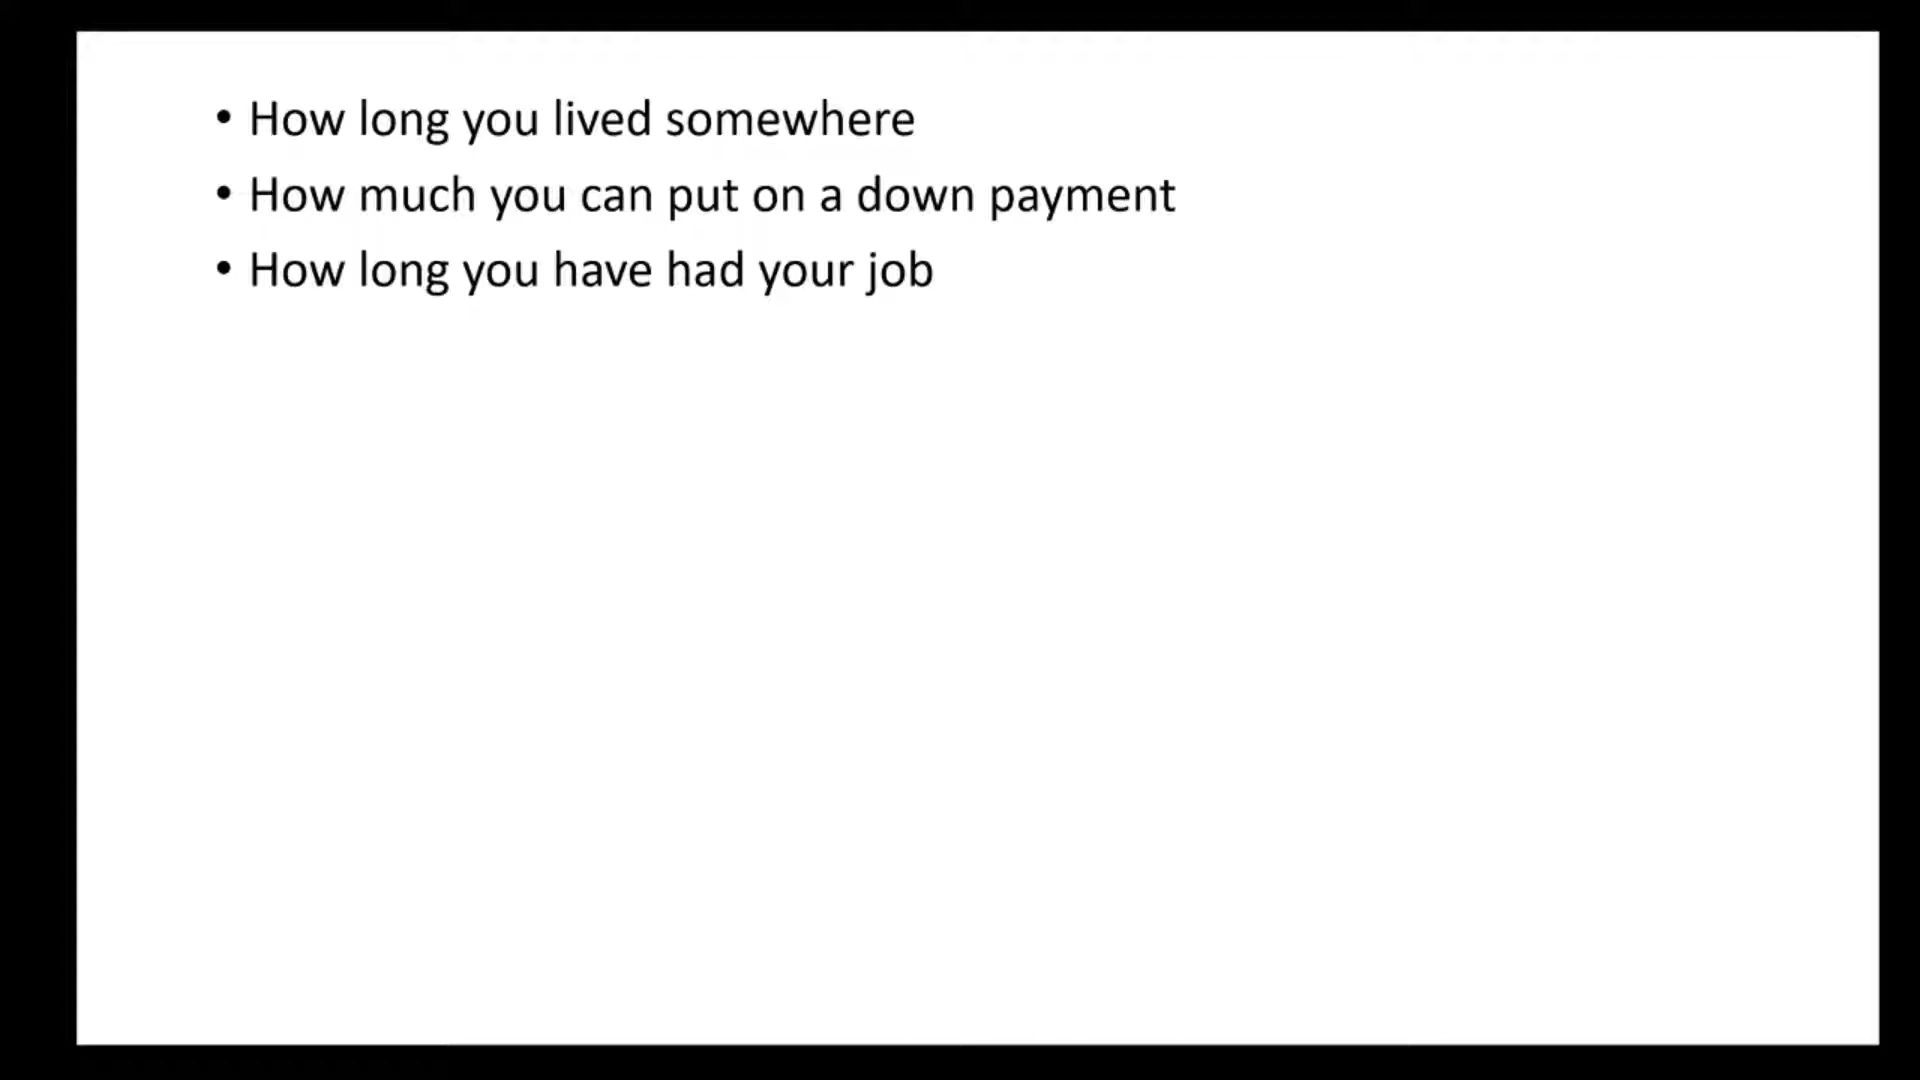 • How long you lived somewhere
• How much you can put on a down payment
• How long you have had your job